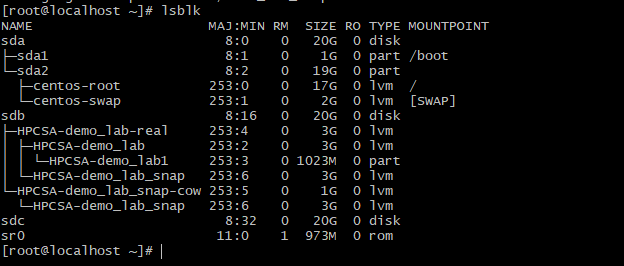 [root@localhost ~]# lsblk
NAME                       MAJ:MIN RM  SIZE RO TYPE MOUNTPOINT
sda                          8:0    0   20G  0 disk
├─sda1                       8:1    0    1G  0 part /boot
└─sda2                       8:2    0   19G  0 part
  ├─centos-root            253:0    0   17G  0 lvm  /
  └─centos-swap            253:1    0    2G  0 lvm  [SWAP]
sdb                          8:16   0   20G  0 disk
├─HPCSA-demo_lab-real      253:4    0    3G  0 lvm
│ ├─HPCSA-demo_lab         253:2    0    3G  0 lvm
│ │ └─HPCSA-demo_lab1      253:3    0 1023M  0 part
│ └─HPCSA-demo_lab_snap    253:6    0    3G  0 lvm
└─HPCSA-demo_lab_snap-cow  253:5    0    1G  0 lvm
  └─HPCSA-demo_lab_snap    253:6    0    3G  0 lvm
sdc                          8:32   0   20G  0 disk
sr0                         11:0    1  973M  0 rom
[root@localhost ~]#